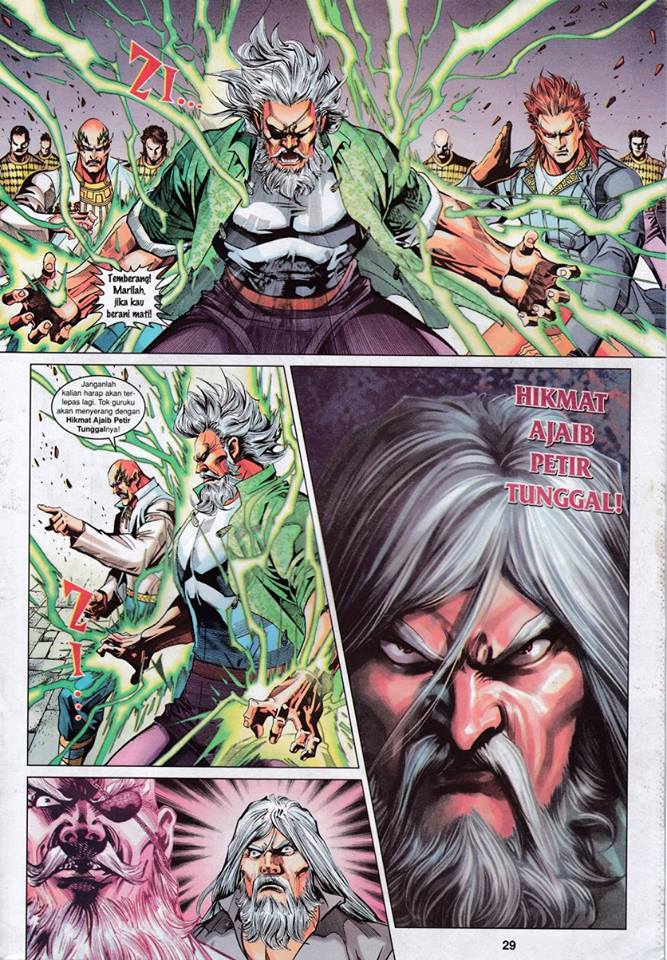 ZI...
Temberang!
Marilah,
jika kau
berani mati!
Janganlah
kalian harap akan ter-
lepas lagi. Tok guruku
akan menyerang dengan
Hikmat Ajaib Petir
Tunggalnya!
ZI...
HIKMAT
AJAIB
PETIR
TUNGGAL!
29